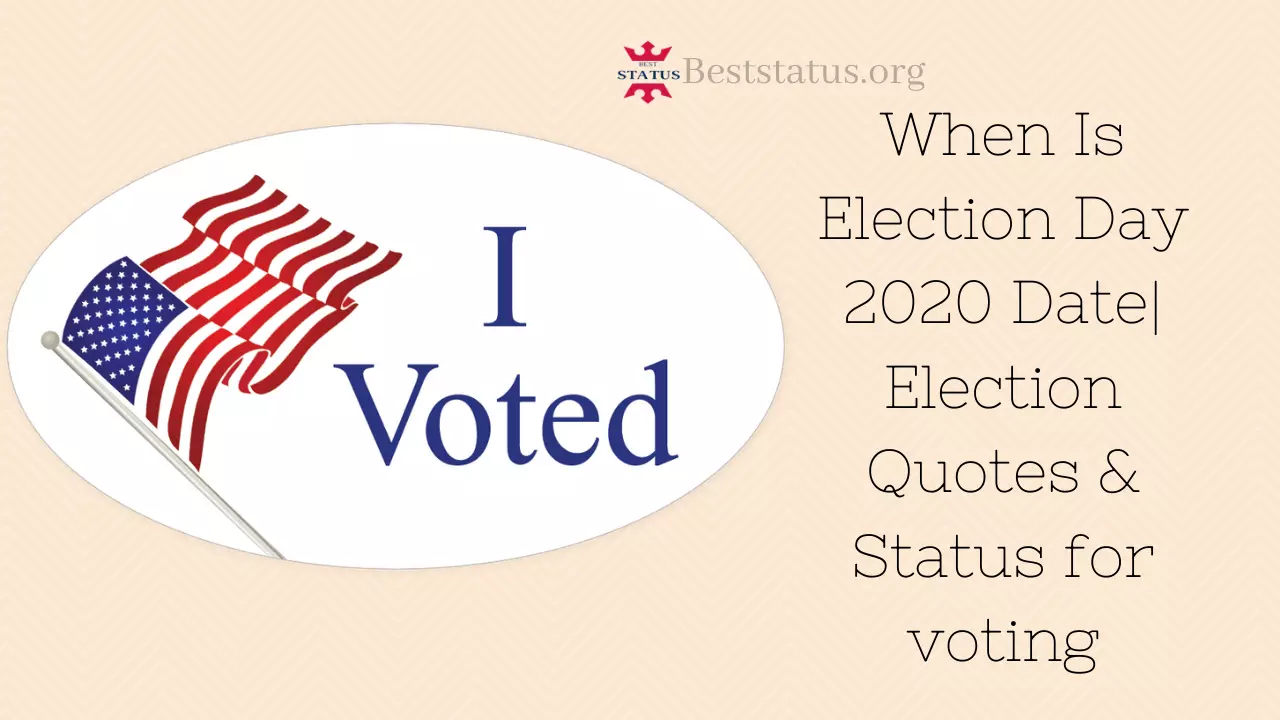 BEST
STATUS
Beststatus.org
I
Voted
When Is
Election Day
2020 Date|
Election
Quotes &
Status for
voting